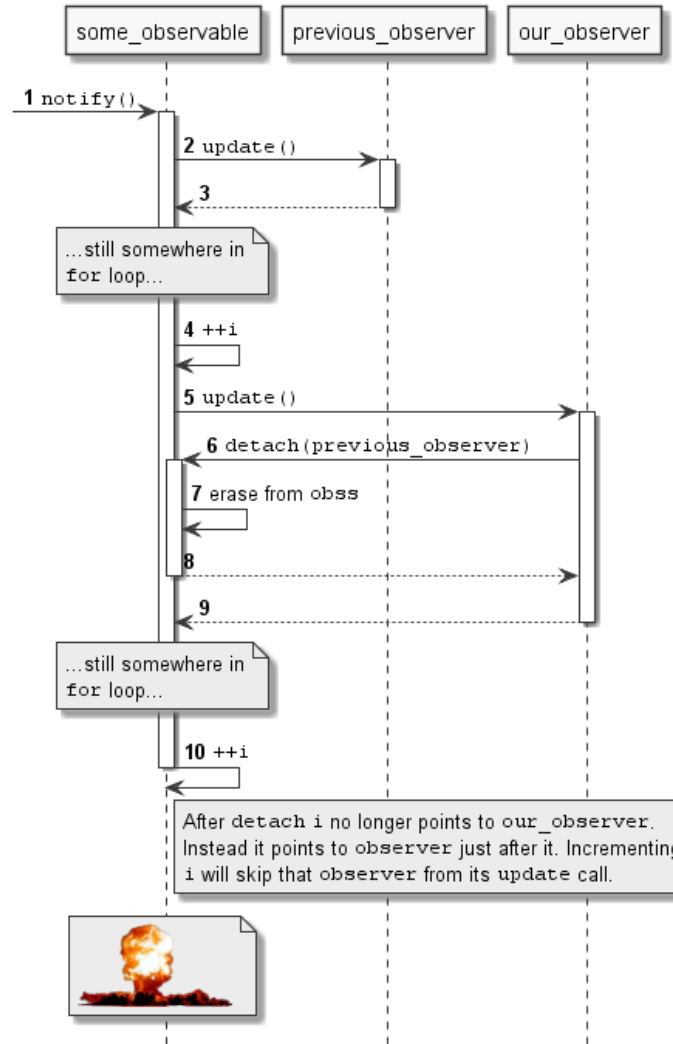 some_observable previous_observer our_observer
1 notify()
2 update()
3
...still somewhere in
for loop...
4 ++i
5 update()
6 detach(previous_observer)
7 erase from obss
8
9
...still somewhere in
for loop...
10 ++i
After detach i no longer points to our_observer.
Instead it points to observer just after it. Incrementing
i will skip that observer from its update call.